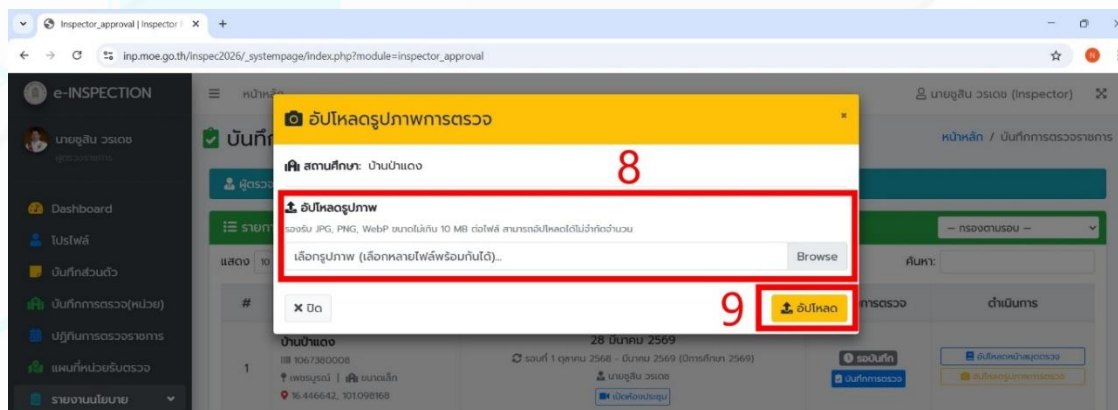 Inspector_approval | Inspector
inp.moe.go.th/inspec2026/_systempage/index.php?module=inspector_approval
e-INSPECTION
นายชูสิน วรเดช (Inspector)
อัปโหลดรูปภาพการตรวจ
นายชูสิน วรเดช
ผู้ตรวจราชการ
หน้าหลัก / บันทึกการตรวจราชการ
สถานศึกษา: บ้านป่าแดง
8
Dashboard
โปรไฟล์
บันทึกส่วนตัว
บันทึกการตรวจ(หน่วย)
ปฏิทินการตรวจราชการ
แผนที่หน่วยรับตรวจ
รายงานนโยบาย
อัปโหลดรูปภาพ
รองรับ JPG, PNG, WebP ขนาดไม่เกิน 10 MB ต่อไฟล์ สามารถอัปโหลดได้ไม่จำกัดจำนวน
เลือกรูปภาพ (เลือกหลายไฟล์พร้อมกันได้)... Browse
– กรองตามรอบ –
แสดง 10
ค้นหา:
ปิด
9
อัปโหลด
# ดำเนินการ
1
บ้านป่าแดง
1067380008
เพชรบูรณ์ | ขนาดเล็ก
16.446642, 101.098168
28 มีนาคม 2569
รอบที่ 1 ตุลาคม 2568 - มีนาคม 2569 (ปีการศึกษา 2569)
นายชูสิน วรเดช
เปิดห้องประชุม
รอบันทึก
บันทึกการตรวจ
อัปโหลดหน้าสมุดตรวจ
อัปโหลดรูปภาพการตรวจ